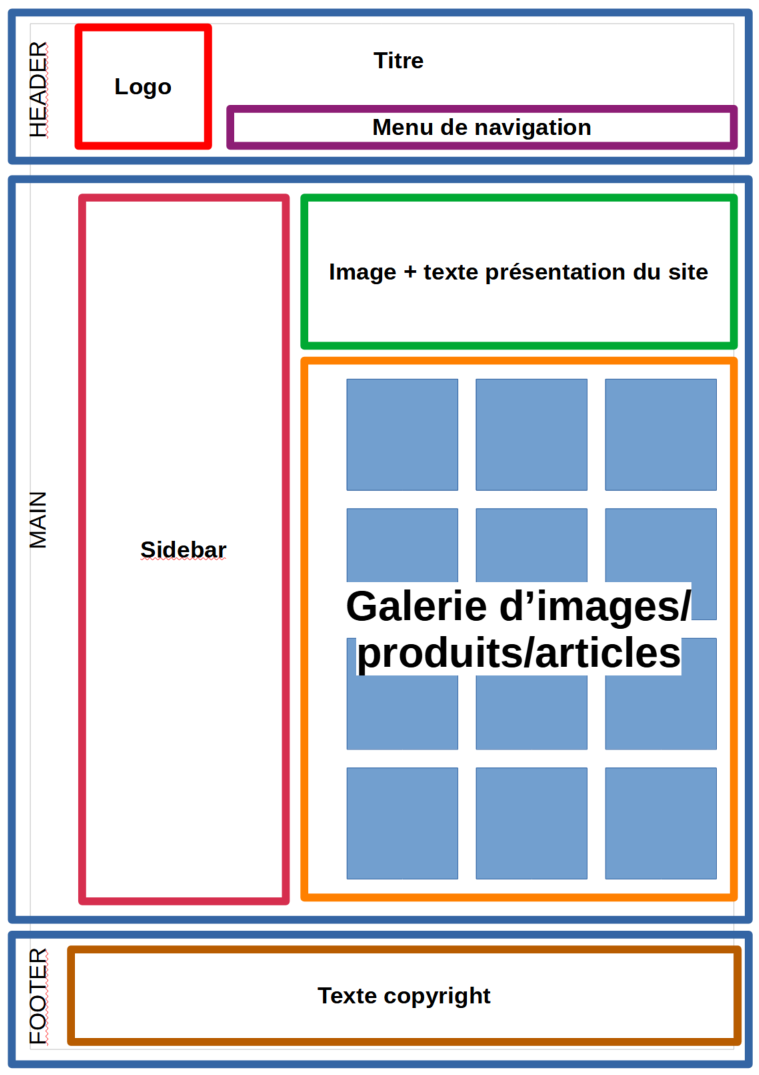 HEADER
Logo
Titre
Menu de navigation
MAIN
Sidebar
Image + texte présentation du site
Galerie d’images/
produits/articles
FOOTER
Texte copyright